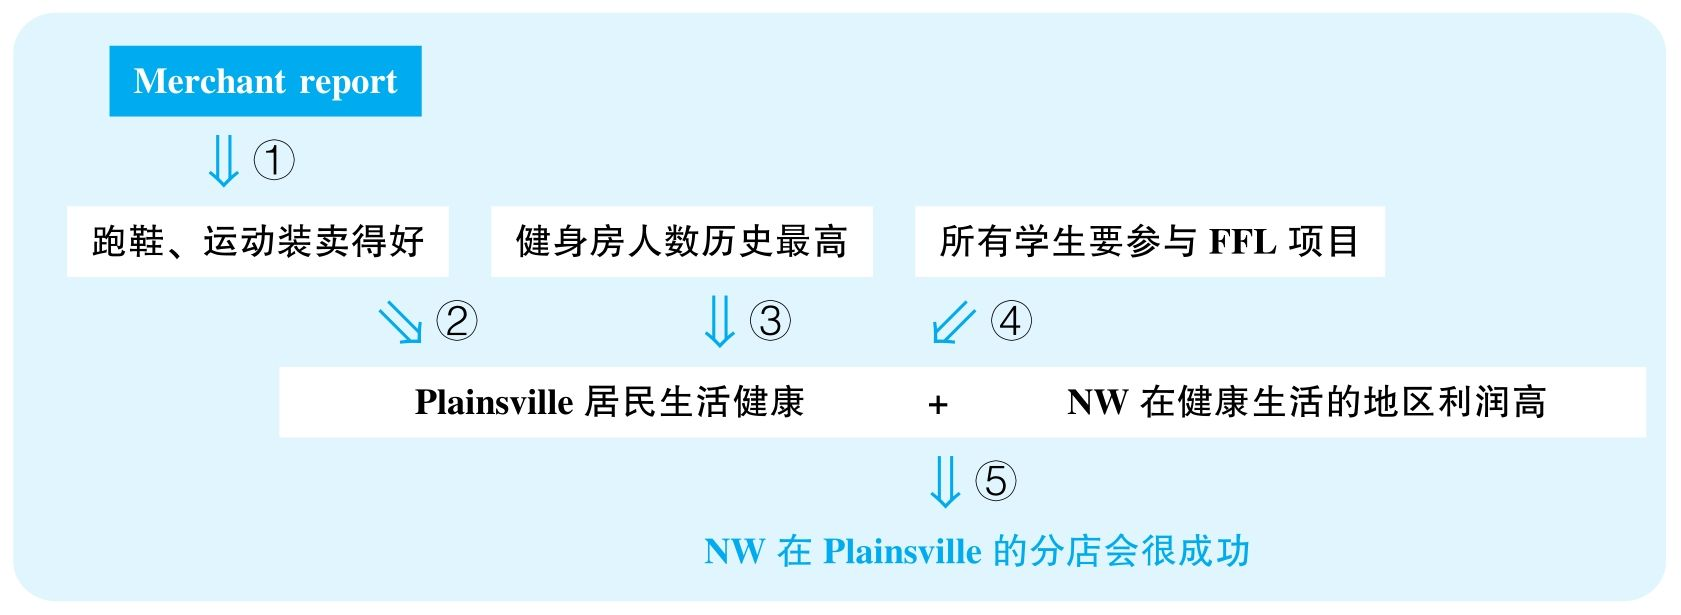 Merchant report
①
跑鞋、运动装卖得好 健身房人数历史最高 所有学生要参与 FFL 项目
② ③ ④
Plainsville 居民生活健康 + NW 在健康生活的地区利润高
⑤
NW 在 Plainsville 的分店会很成功